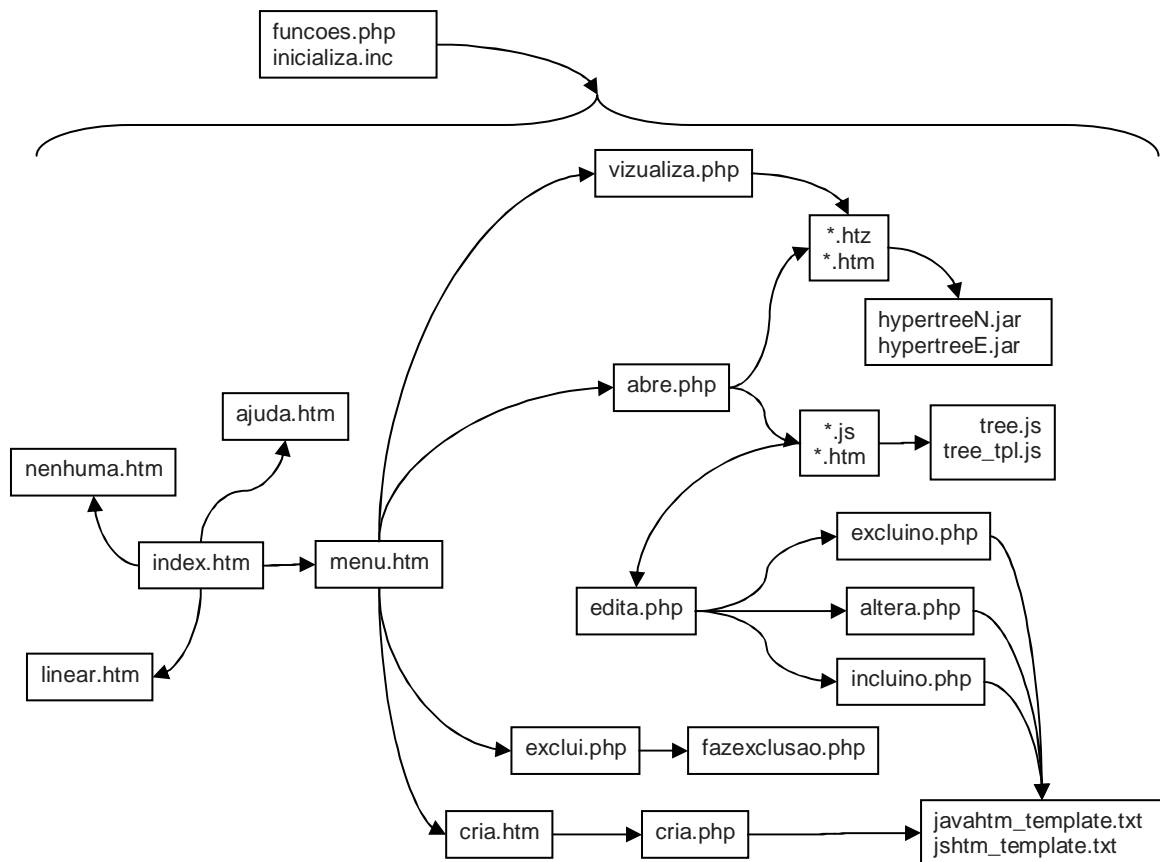 funcoes.php
inicializa.inc
vizualiza.php
*.htz
*.htm
hypertreeN.jar
hypertreeE.jar
abre.php
ajuda.htm
*.js
*.htm
tree.js
tree_tpl.js
nenhuma.htm
index.htm
menu.htm
excluino.php
edita.php
altera.php
linear.htm
incluino.php
exclui.php
fazexclusao.php
cria.htm
cria.php
javahtm_template.txt
jshtm_template.txt